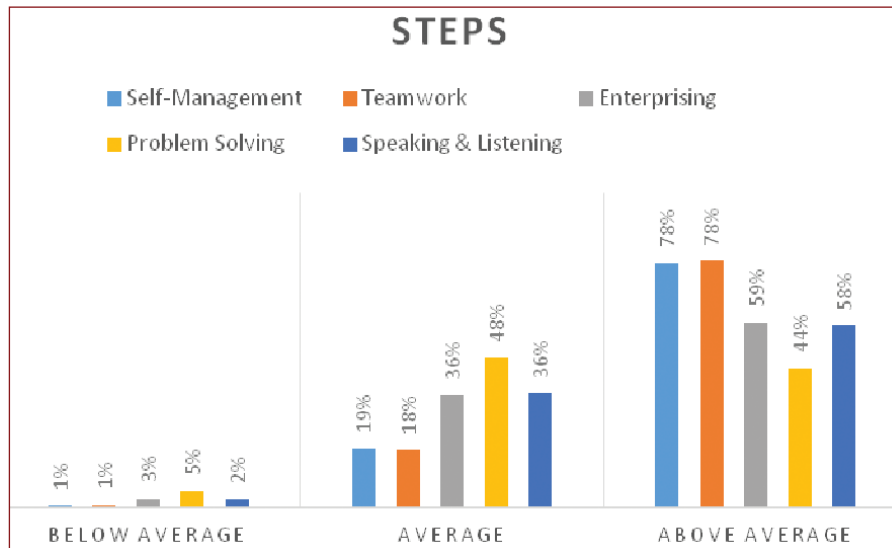 STEPS
Self-Management Teamwork Enterprising
Problem Solving Speaking & Listening
1% 1% 3% 5% 2% 19% 18% 36% 48% 36% 78% 78% 59% 44% 58%
BELOW AVERAGE AVERAGE ABOVE AVERAGE